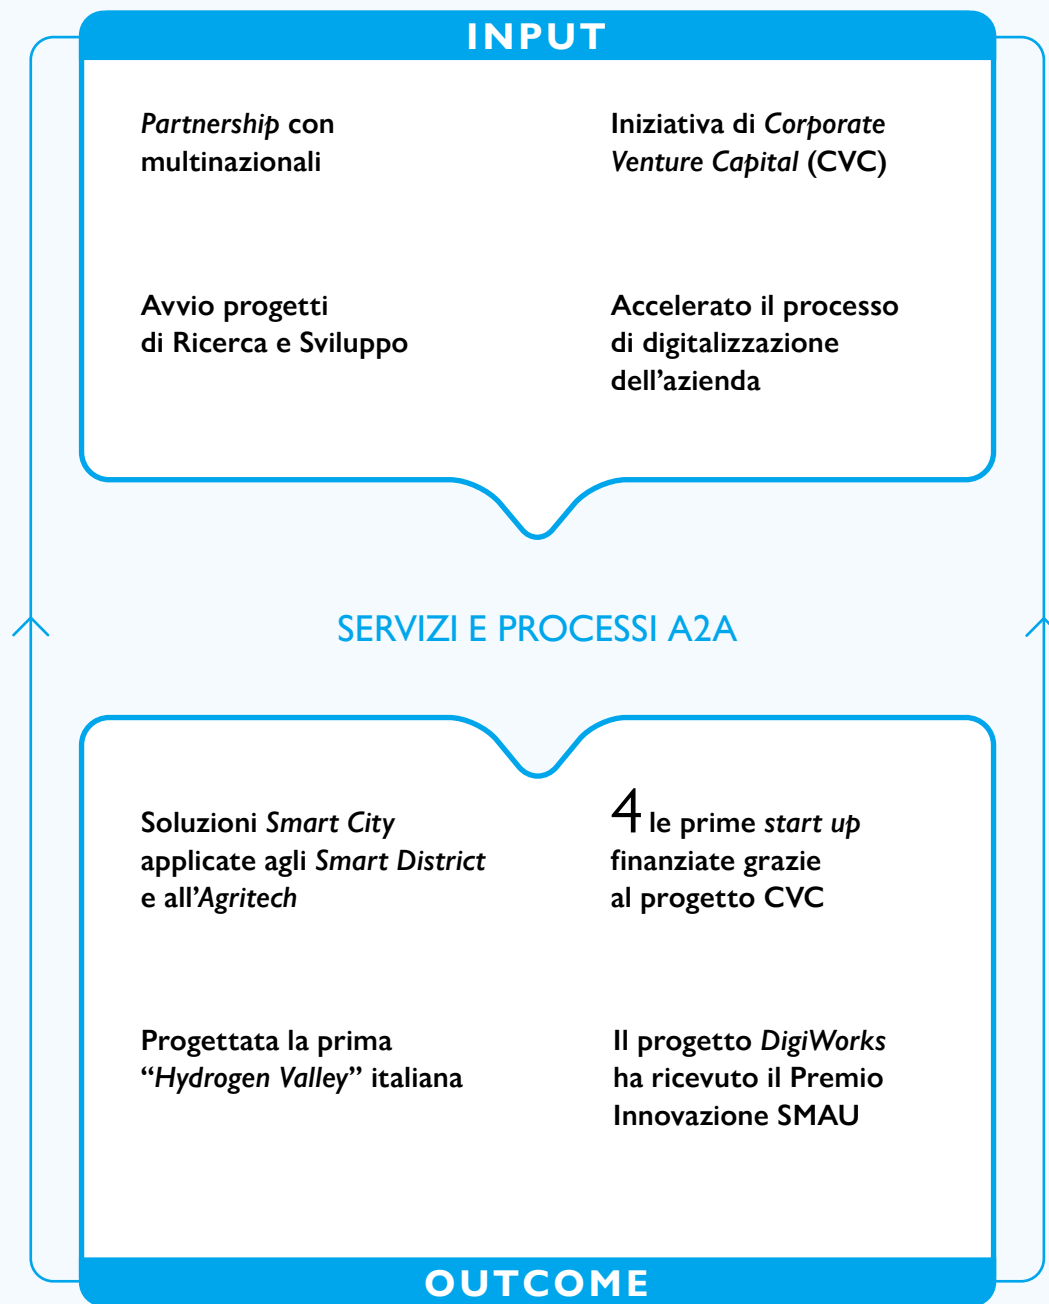 INPUT
Partnership con
multinazionali
Iniziativa di Corporate
Venture Capital (CVC)
Avvio progetti
di Ricerca e Sviluppo
Accelerato il processo
di digitalizzazione
dell’azienda
SERVIZI E PROCESSI A2A
Soluzioni Smart City
applicate agli Smart District
e all’Agritech
4 le prime start up
finanziate grazie
al progetto CVC
Progettata la prima
“Hydrogen Valley” italiana
Il progetto DigiWorks
ha ricevuto il Premio
Innovazione SMAU
OUTCOME